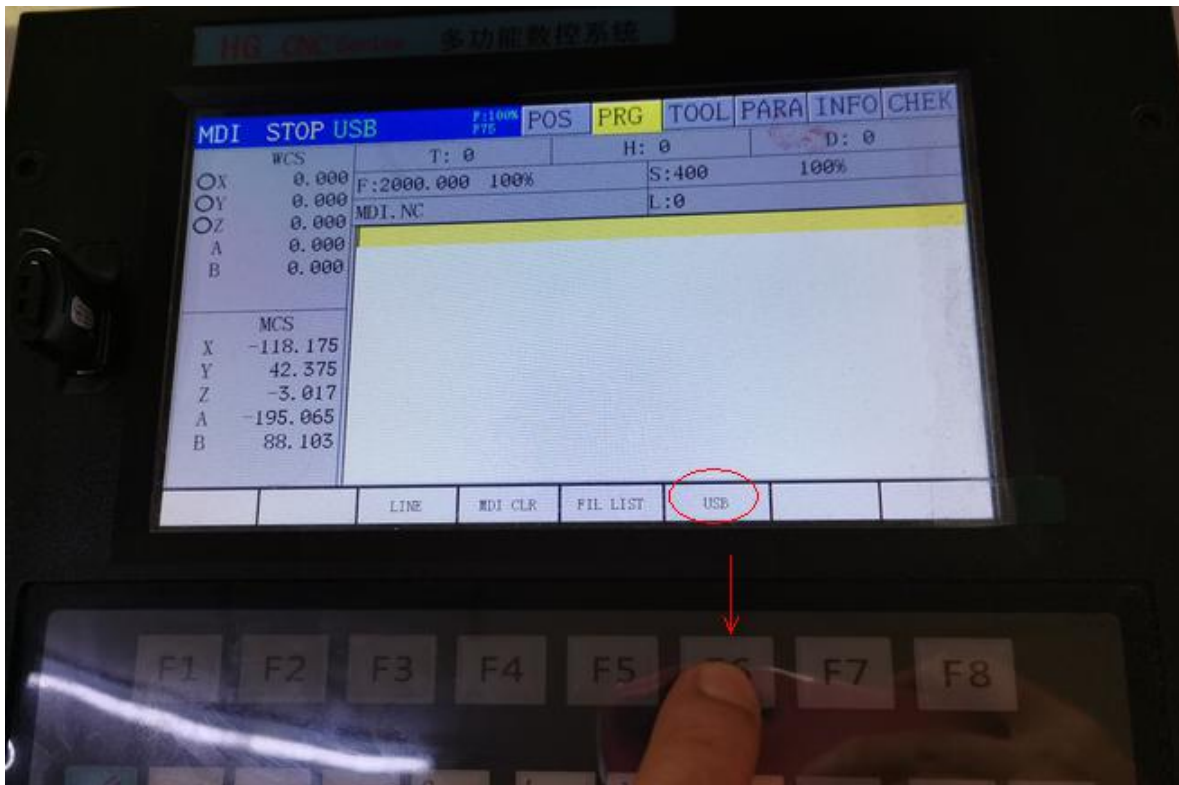 HG CNC Series 多功能数控系统
MDI STOP USB F:100% F75 POS PRG TOOL PARA INFO CHEK
WCS T: 0 H: 0 D: 0
X 0.000 F:2000.000 100% S:400 100%
Y 0.000 MDI.NC L:0
Z 0.000
A 0.000
B 0.000
MCS
X -118.175
Y 42.375
Z -3.017
A -195.065
B 88.103
LINE MDI CLR FIL LIST USB
F1 F2 F3 F4 F5 F6 F7 F8